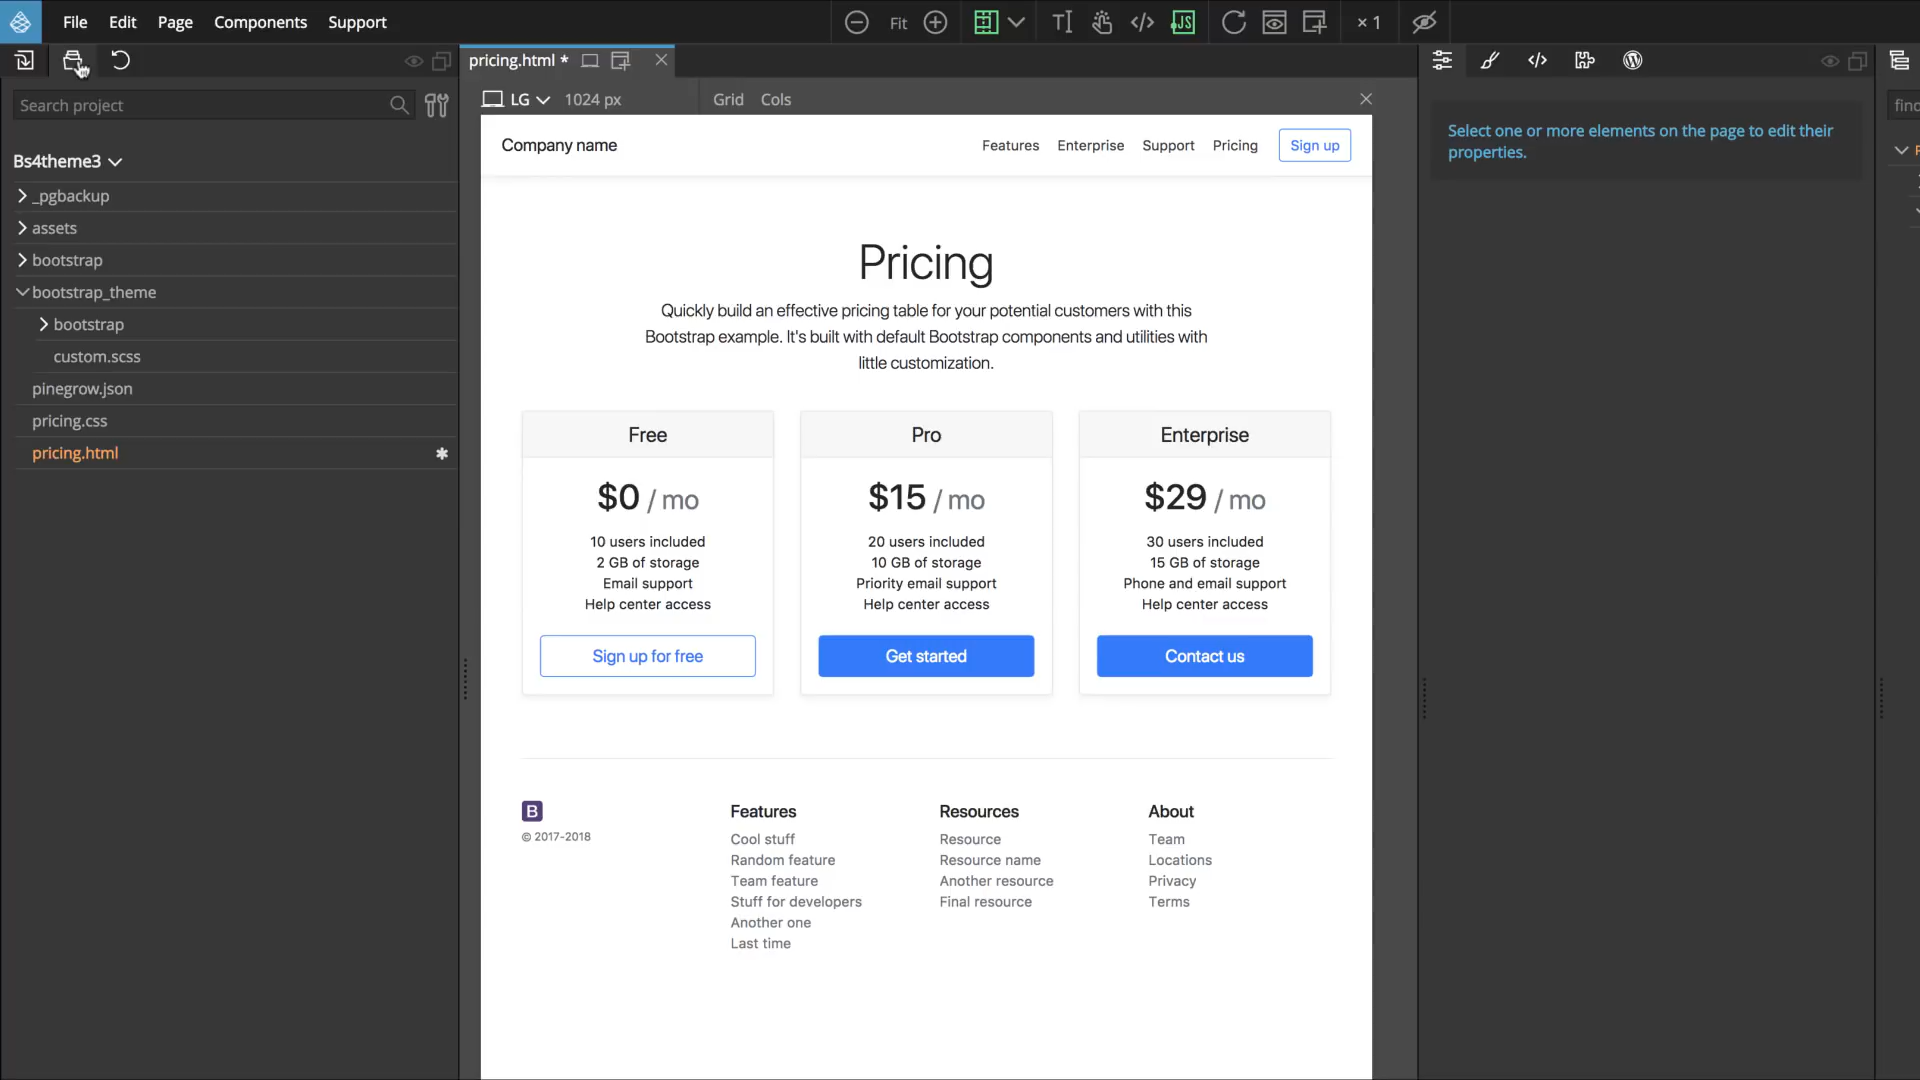 File Edit Page Components Support
Fit
JS
× 1
pricing.html *
Search project
LG 1024 px Grid Cols
Bs4theme3
_pgbackup
assets
bootstrap
bootstrap_theme
bootstrap
custom.scss
pinegrow.json
pricing.css
pricing.html
Company name
Features Enterprise Support Pricing Sign up
Pricing
Quickly build an effective pricing table for your potential customers with this
Bootstrap example. It's built with default Bootstrap components and utilities with
little customization.
Free
$0 / mo
10 users included
2 GB of storage
Email support
Help center access
Sign up for free
Pro
$15 / mo
20 users included
10 GB of storage
Priority email support
Help center access
Get started
Enterprise
$29 / mo
30 users included
15 GB of storage
Phone and email support
Help center access
Contact us
B
© 2017-2018
Features
Cool stuff
Random feature
Team feature
Stuff for developers
Another one
Last time
Resources
Resource
Resource name
Another resource
Final resource
About
Team
Locations
Privacy
Terms
Select one or more elements on the page to edit their
properties.